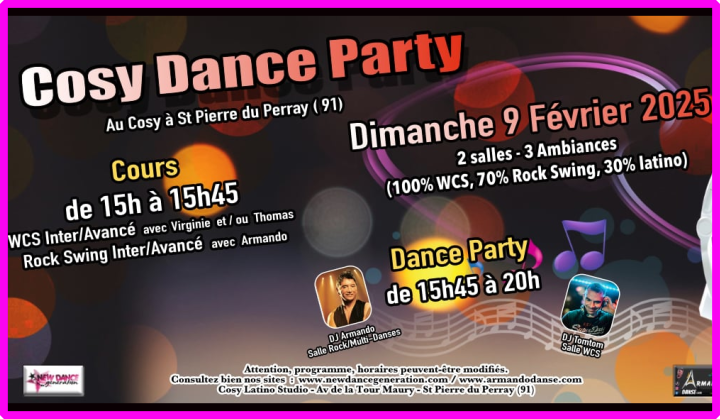 Cosy Dance Party
Au Cosy à St Pierre du Perray ( 91)
Dimanche 9 Février 2025
2 salles - 3 Ambiances
(100% WCS, 70% Rock Swing, 30% latino)
Cours
de 15h à 15h45
WCS Inter/Avancé avec Virginie et / ou Thomas
Rock Swing Inter/Avancé avec Armando
Dance Party
de 15h45 à 20h
DJ Armando
Salle Rock/Multi-Danses
DJ Tomtom
Salle WCS
NEW DANCE
génération
Attention, programme, horaires peuvent-être modifiés.
Consultez bien nos sites : www.newdancegeneration.com / www.armandodanse.com
Cosy Latino Studio - Av de la Tour Maury - St Pierre du Perray (91)